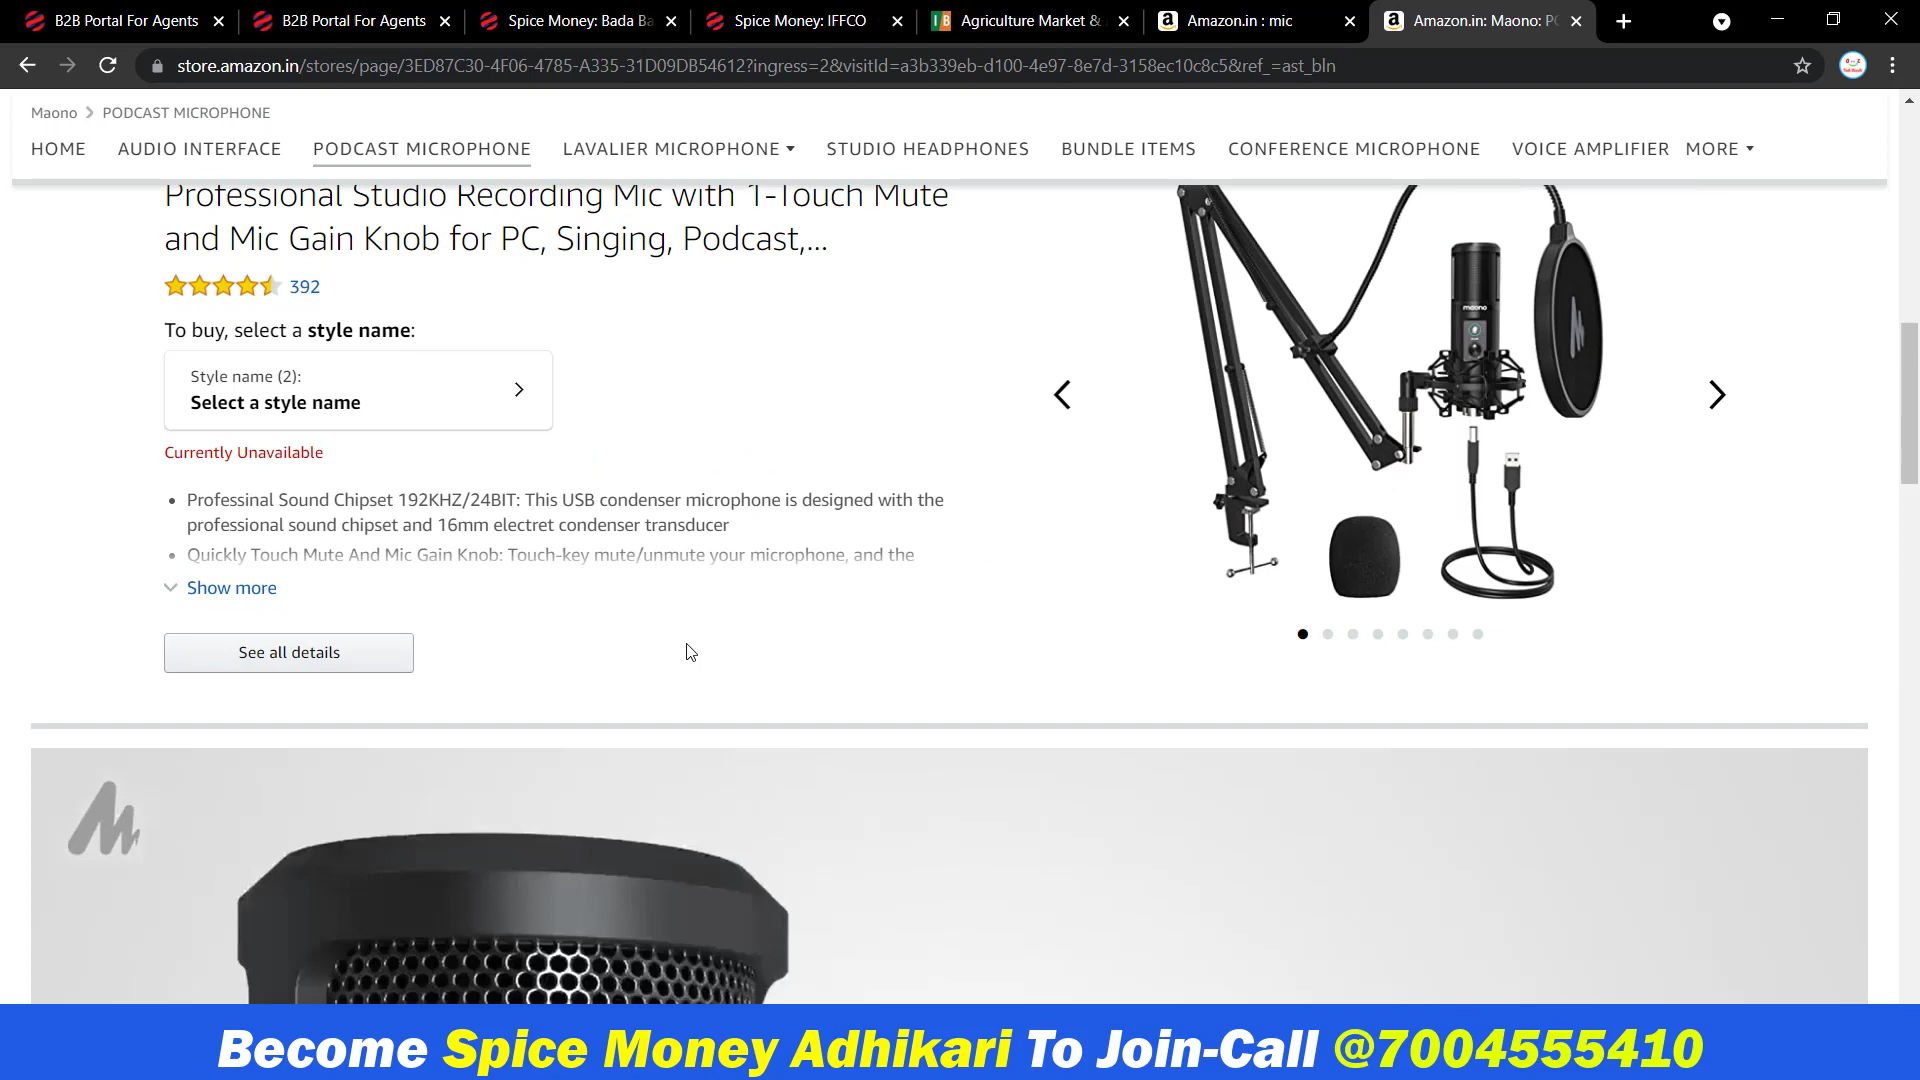 B2B Portal For Agents
B2B Portal For Agents
Spice Money: Bada Ba
Spice Money: IFFCO
Agriculture Market &
Amazon.in : mic
Amazon.in: Maono: PO
store.amazon.in/stores/page/3ED87C30-4F06-4785-A335-31D09DB54612?ingress=2&visitId=a3b339eb-d100-4e97-8e7d-3158ec10c8c5&ref_=ast_bln
Maono > PODCAST MICROPHONE
HOME AUDIO INTERFACE PODCAST MICROPHONE LAVALIER MICROPHONE STUDIO HEADPHONES BUNDLE ITEMS CONFERENCE MICROPHONE VOICE AMPLIFIER MORE
Professional Studio Recording Mic with 1-Touch Mute
and Mic Gain Knob for PC, Singing, Podcast,...
392
To buy, select a style name:
Style name (2):
Select a style name
Currently Unavailable
• Professinal Sound Chipset 192KHZ/24BIT: This USB condenser microphone is designed with the
professional sound chipset and 16mm electret condenser transducer
• Quickly Touch Mute And Mic Gain Knob: Touch-key mute/unmute your microphone, and the
Show more
See all details
maono
Become Spice Money Adhikari To Join-Call @7004555410